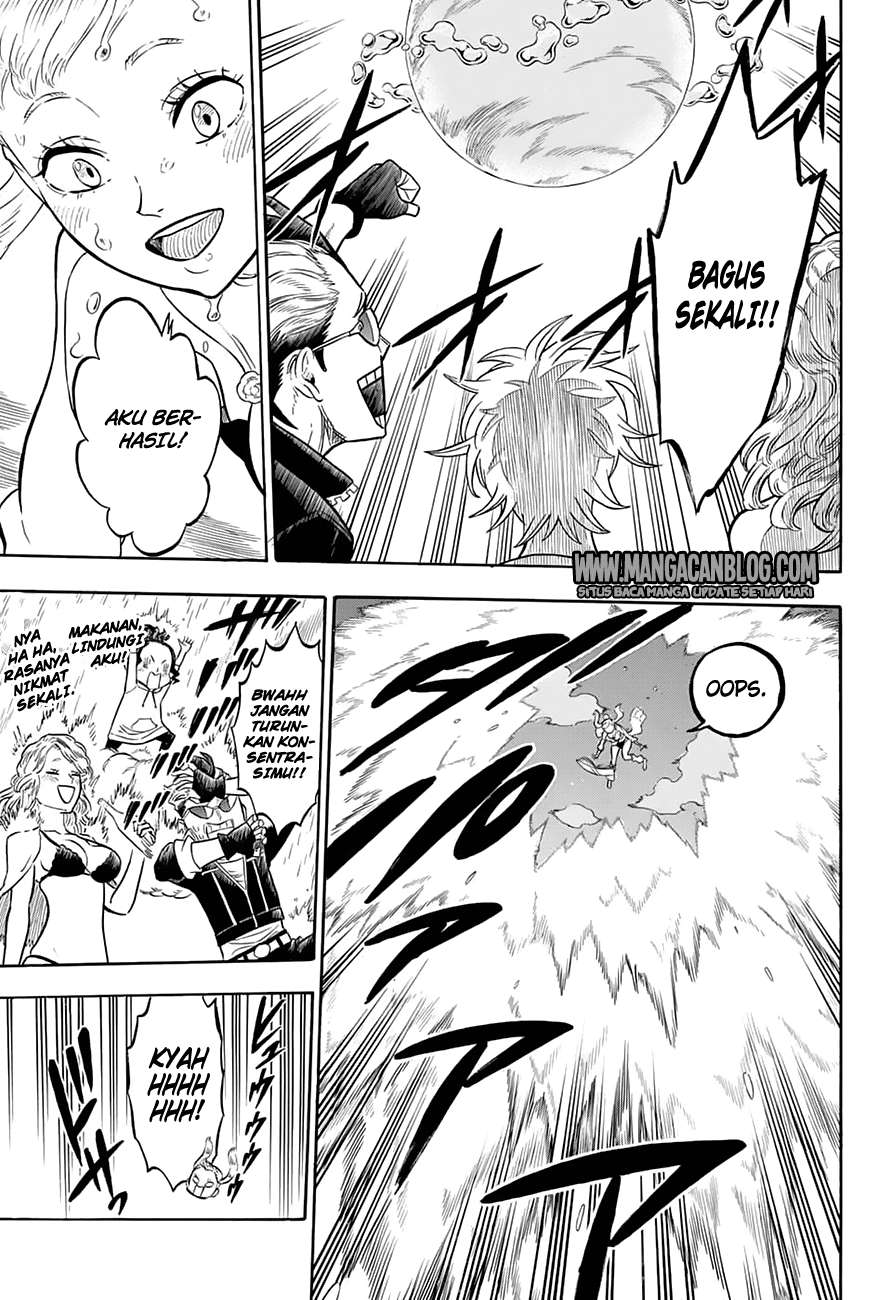 BAGUS
SEKALI!!
AKU BER-
HASIL!
WWW.MANGACANBLOG.COM
SITUS BACA MANGA UPDATE SETIAP HARI
OOPS.
BWAHH
JANGAN
TURUN-
KAN KON-
SENTRA-
SIMU!!
MAKANAN,
LINDUNGI
AKU!
NYA
HA HA,
RASANYA
NIKMAT
SEKALI.
KYAH
HHHH
HHH!